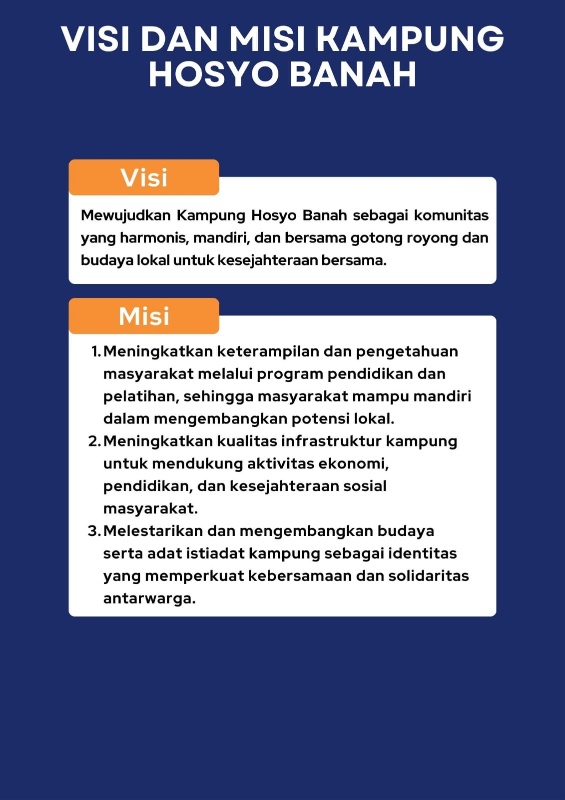 VISI DAN MISI KAMPUNG
HOSYO BANAH
Visi
Mewujudkan Kampung Hosyo Banah sebagai komunitas
yang harmonis, mandiri, dan bersama gotong royong dan
budaya lokal untuk kesejahteraan bersama.
Misi
1. Meningkatkan keterampilan dan pengetahuan
masyarakat melalui program pendidikan dan
pelatihan, sehingga masyarakat mampu mandiri
dalam mengembangkan potensi lokal.
2. Meningkatkan kualitas infrastruktur kampung
untuk mendukung aktivitas ekonomi,
pendidikan, dan kesejahteraan sosial
masyarakat.
3. Melestarikan dan mengembangkan budaya
serta adat istiadat kampung sebagai identitas
yang memperkuat kebersamaan dan solidaritas
antarwarga.